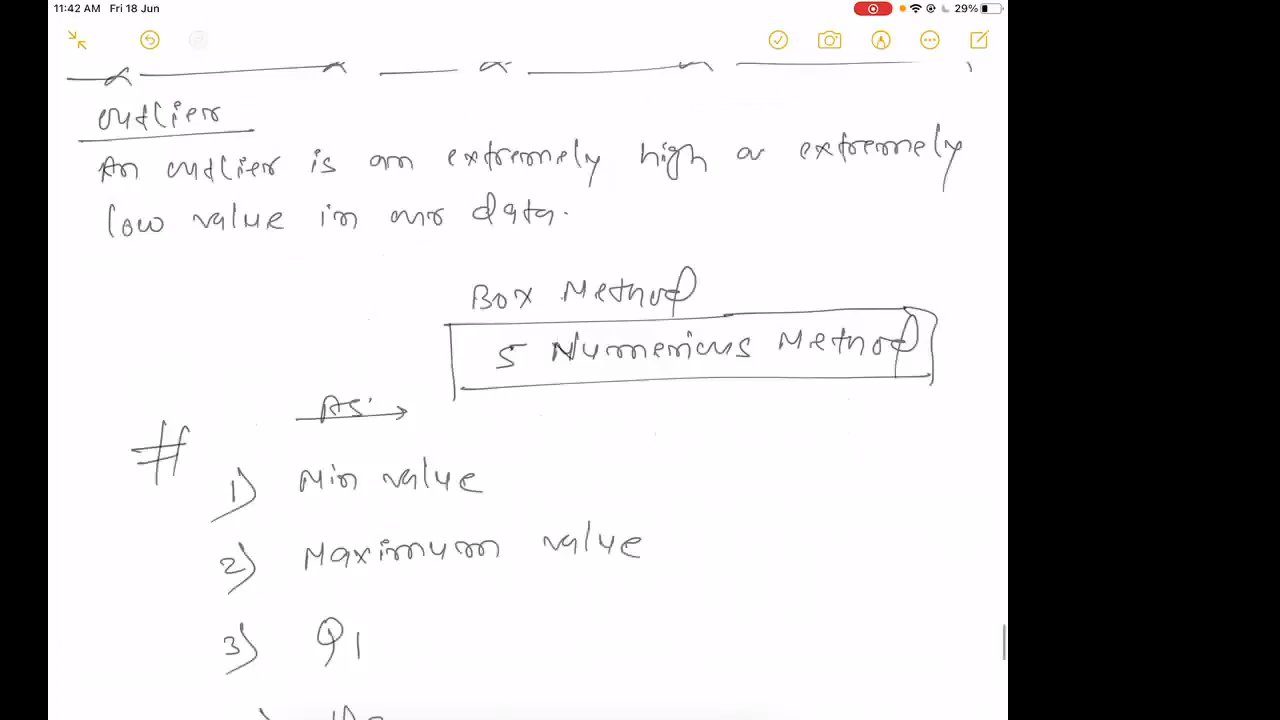 11:42 AM Fri 18 Jun
29%
Outlier
An outlier is an extremely high or extremely
low value in our data.
Box Method
5 Numericus Method
AS.
#
1) Min value
2) Maximum value
3) Q1